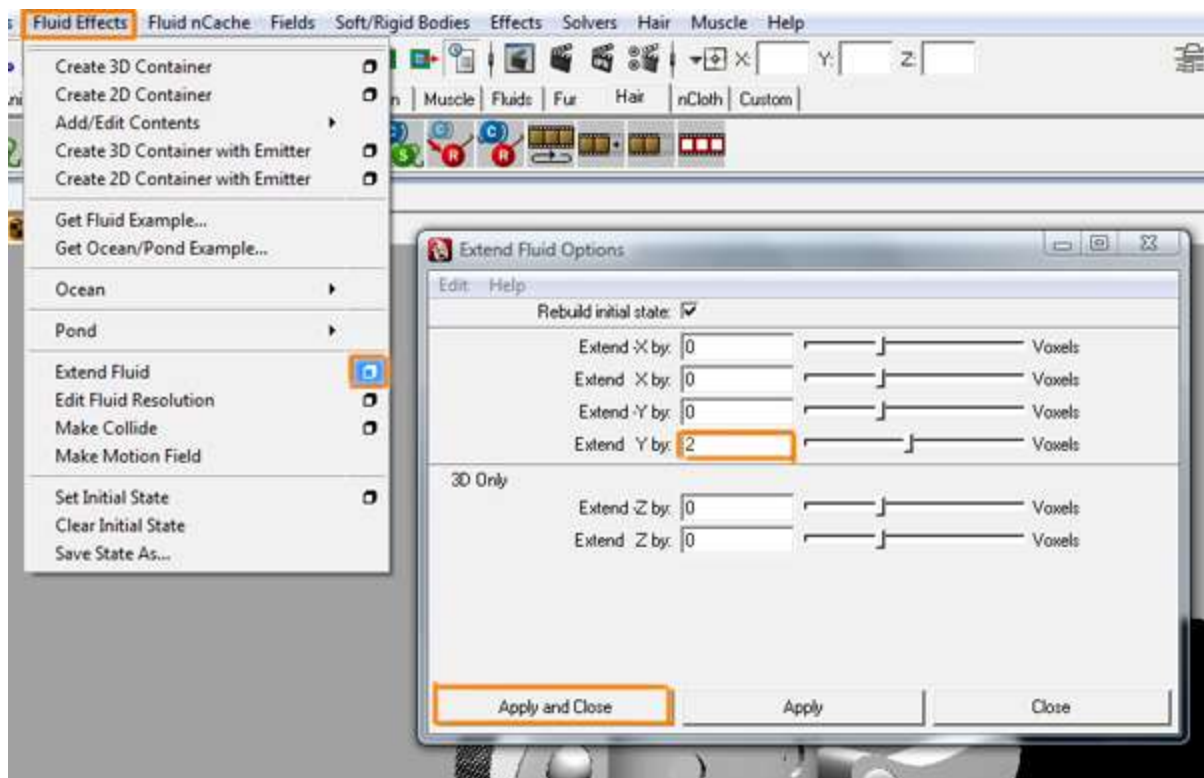 Fluid Effects Fluid nCache Fields Soft/Rigid Bodies Effects Solvers Hair Muscle Help
X: Y: Z:
Muscle Fluids Fur Hair nCloth Custom
Create 3D Container
Create 2D Container
Add/Edit Contents
Create 3D Container with Emitter
Create 2D Container with Emitter
Get Fluid Example...
Get Ocean/Pond Example...
Ocean
Pond
Extend Fluid
Edit Fluid Resolution
Make Collide
Make Motion Field
Set Initial State
Clear Initial State
Save State As...
Extend Fluid Options
Edit Help
Rebuild initial state:
Extend -X by: 0 Voxels
Extend X by: 0 Voxels
Extend -Y by: 0 Voxels
Extend Y by: 2 Voxels
3D Only
Extend -Z by: 0 Voxels
Extend Z by: 0 Voxels
Apply and Close Apply Close